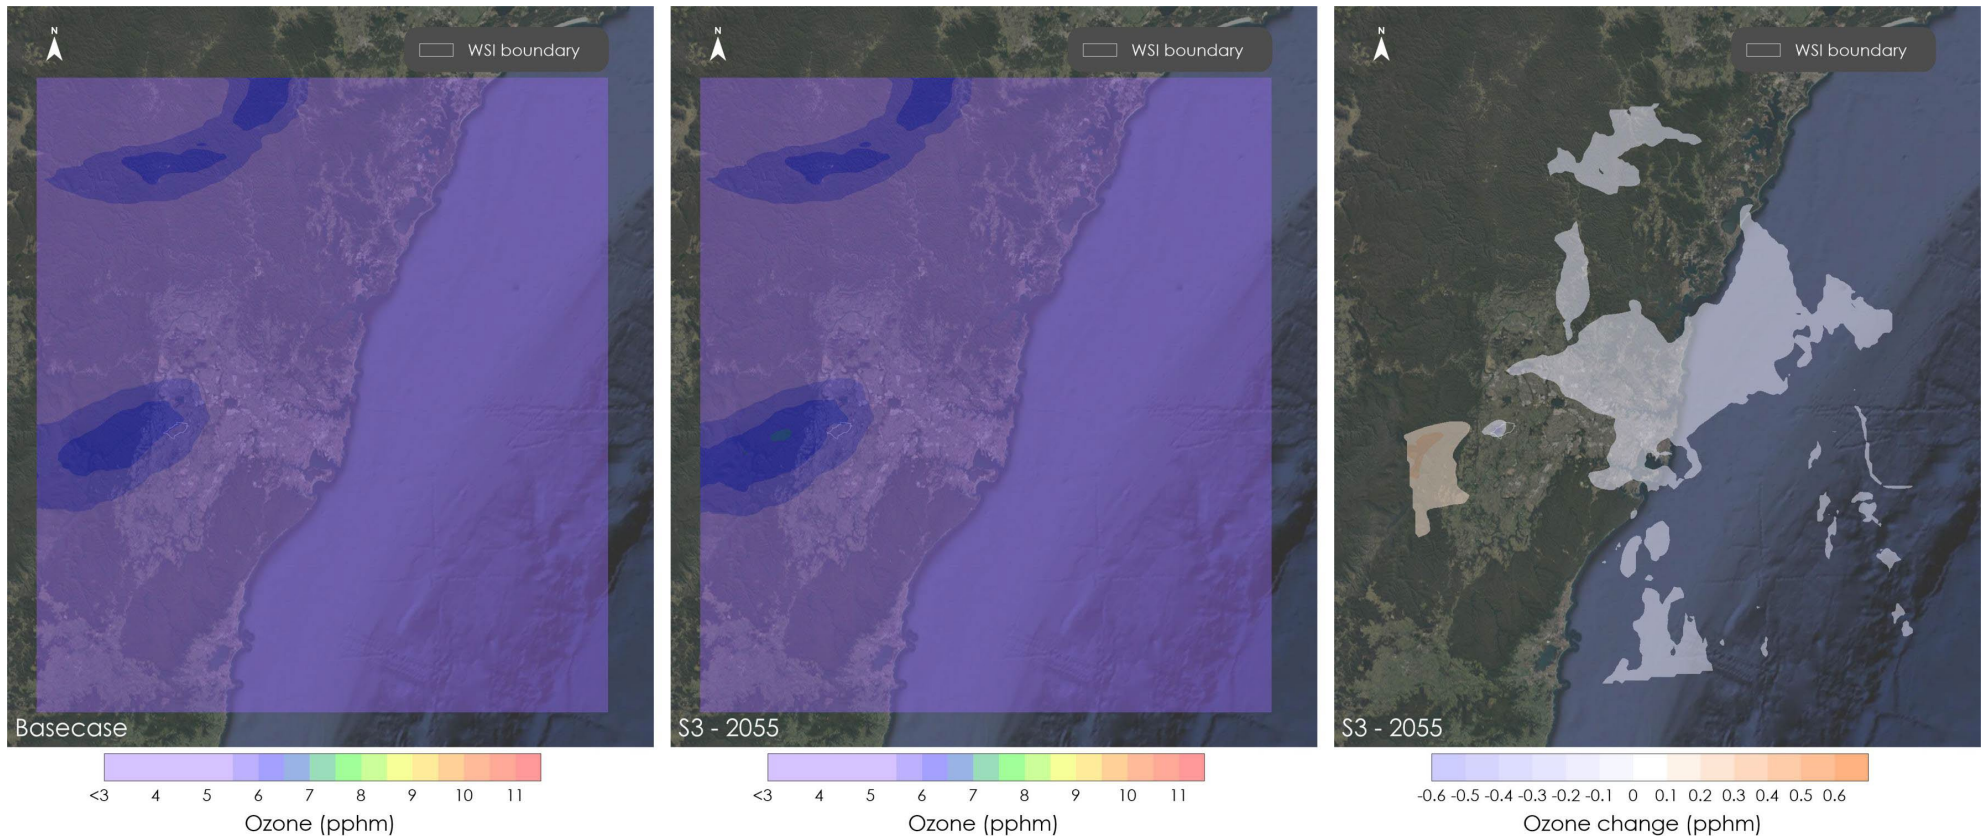 N
WSI boundary
N
WSI boundary
N
WSI boundary
Basecase
S3 - 2055
S3 - 2055
<3 4 5 6 7 8 9 10 11
Ozone (pphm)
<3 4 5 6 7 8 9 10 11
Ozone (pphm)
-0.6 -0.5 -0.4 -0.3 -0.2 -0.1 0 0.1 0.2 0.3 0.4 0.5 0.6
Ozone change (pphm)